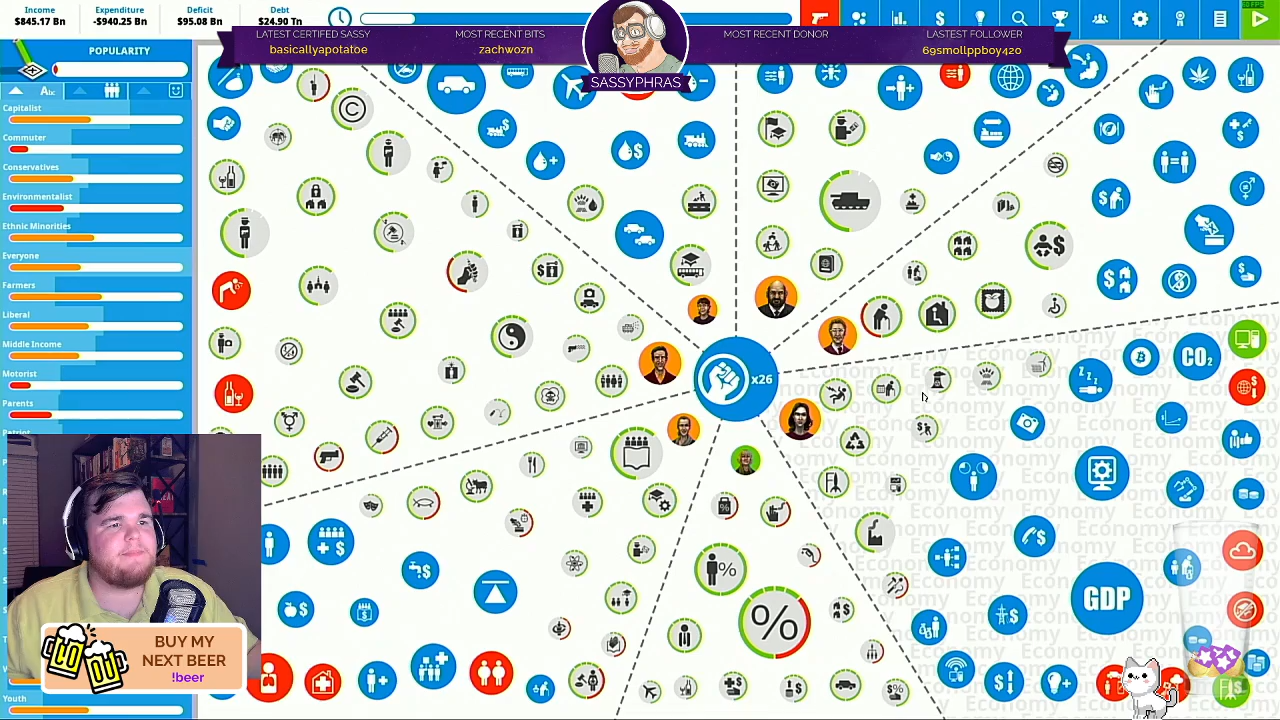 Income
$845.17 Bn
Expenditure
-$940.25 Bn
Deficit
$95.08 Bn
Debt
$24.90 Tn
LATEST CERTIFED SASSY
basicallyapotatoe
MOST RECENT BITS
zachwozn
MOST RECENT DONOR
LASTEST FOLLOWER
69smollppboy420
SASSYPHRAS
POPULARITY
Capitalist
Commuter
Conservatives
Environmentalist
Ethnic Minorities
Everyone
Farmers
Liberal
Middle Income
Motorist
Parents
Youth
x26
CO2
GDP
%
Economy
BUY MY
NEXT BEER
!beer